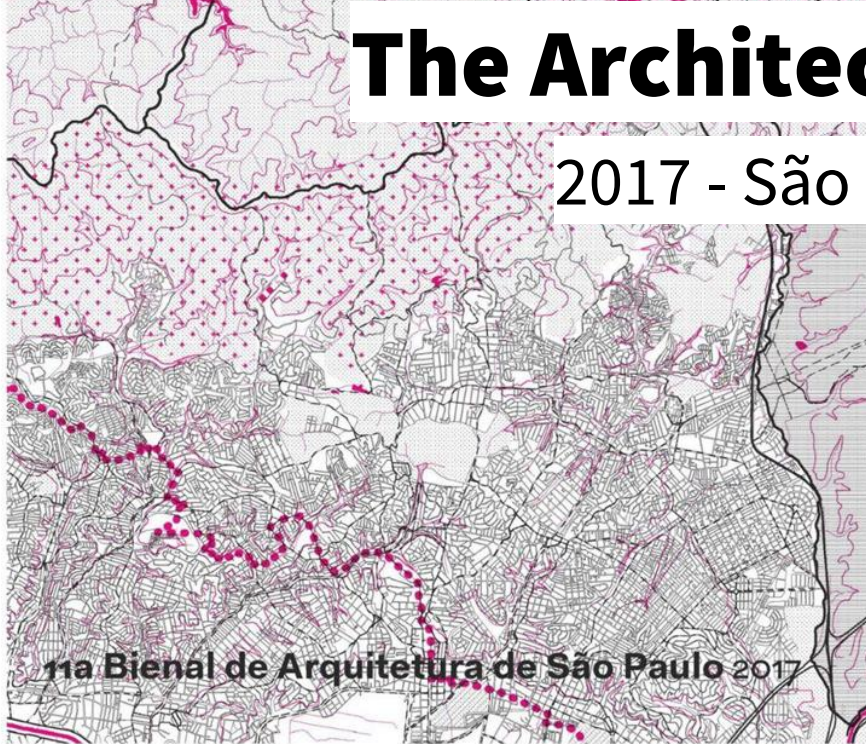 The Architec
2017 - São
11a Bienal de Arquitetura de São Paulo 2017